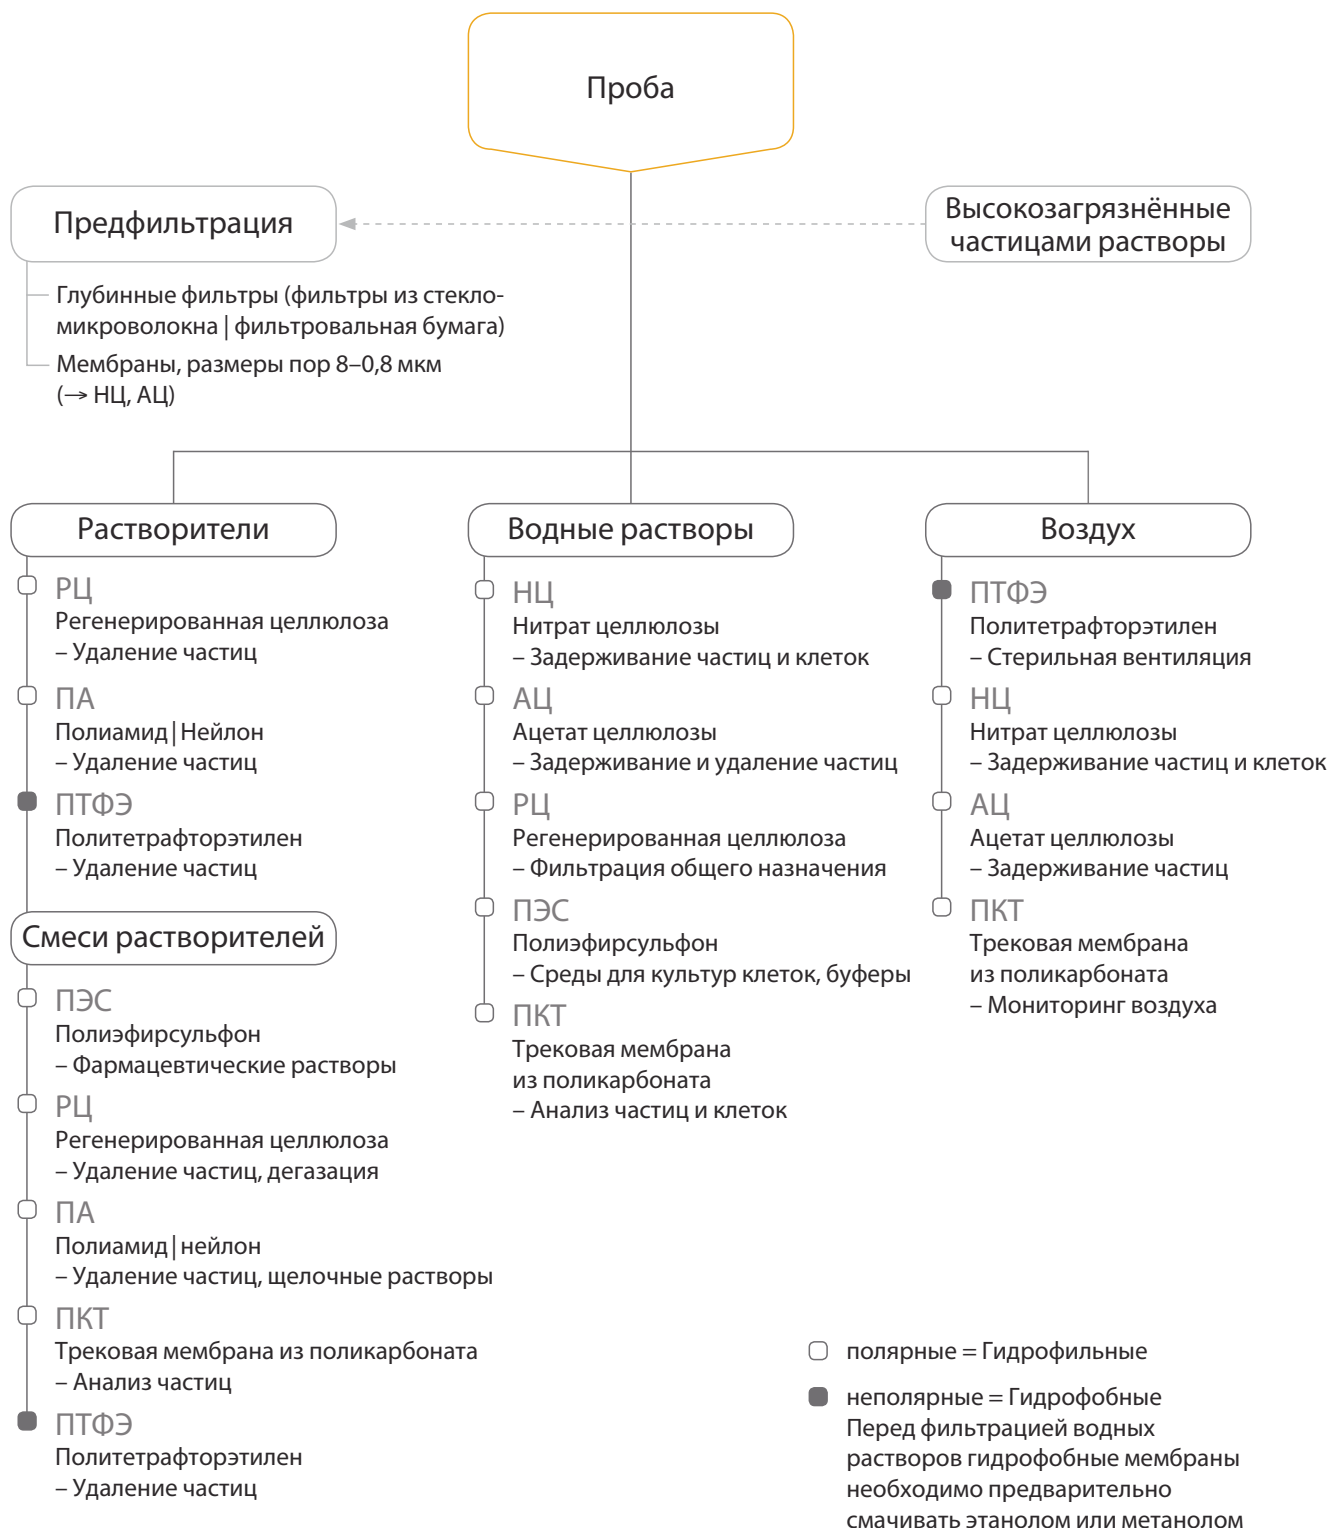 Проба
Предфильтрация
Высокозагрязнённые
частицами растворы
Глубинные фильтры (фильтры из стекло-
микроволокна | фильтровальная бумага)
Мембраны, размеры пор 8–0,8 мкм
(→ НЦ, АЦ)
Растворители
РЦ
Регенерированная целлюлоза
– Удаление частиц
ПА
Полиамид|Нейлон
– Удаление частиц
ПТФЭ
Политетрафторэтилен
– Удаление частиц
Смеси растворителей
ПЭС
Полиэфирсульфон
– Фармацевтические растворы
РЦ
Регенерированная целлюлоза
– Удаление частиц, дегазация
ПА
Полиамид|нейлон
– Удаление частиц, щелочные растворы
ПКТ
Трековая мембрана из поликарбоната
– Анализ частиц
ПТФЭ
Политетрафторэтилен
– Удаление частиц
Водные растворы
НЦ
Нитрат целлюлозы
– Задерживание частиц и клеток
АЦ
Ацетат целлюлозы
– Задерживание и удаление частиц
РЦ
Регенерированная целлюлоза
– Фильтрация общего назначения
ПЭС
Полиэфирсульфон
– Среды для культур клеток, буферы
ПКТ
Трековая мембрана
из поликарбоната
– Анализ частиц и клеток
Воздух
ПТФЭ
Политетрафторэтилен
– Стерильная вентиляция
НЦ
Нитрат целлюлозы
– Задерживание частиц и клеток
АЦ
Ацетат целлюлозы
– Задерживание частиц
ПКТ
Трековая мембрана
из поликарбоната
– Мониторинг воздуха
полярные = Гидрофильные
неполярные = Гидрофобные
Перед фильтрацией водных
растворов гидрофобные мембраны
необходимо предварительно
смачивать этанолом или метанолом